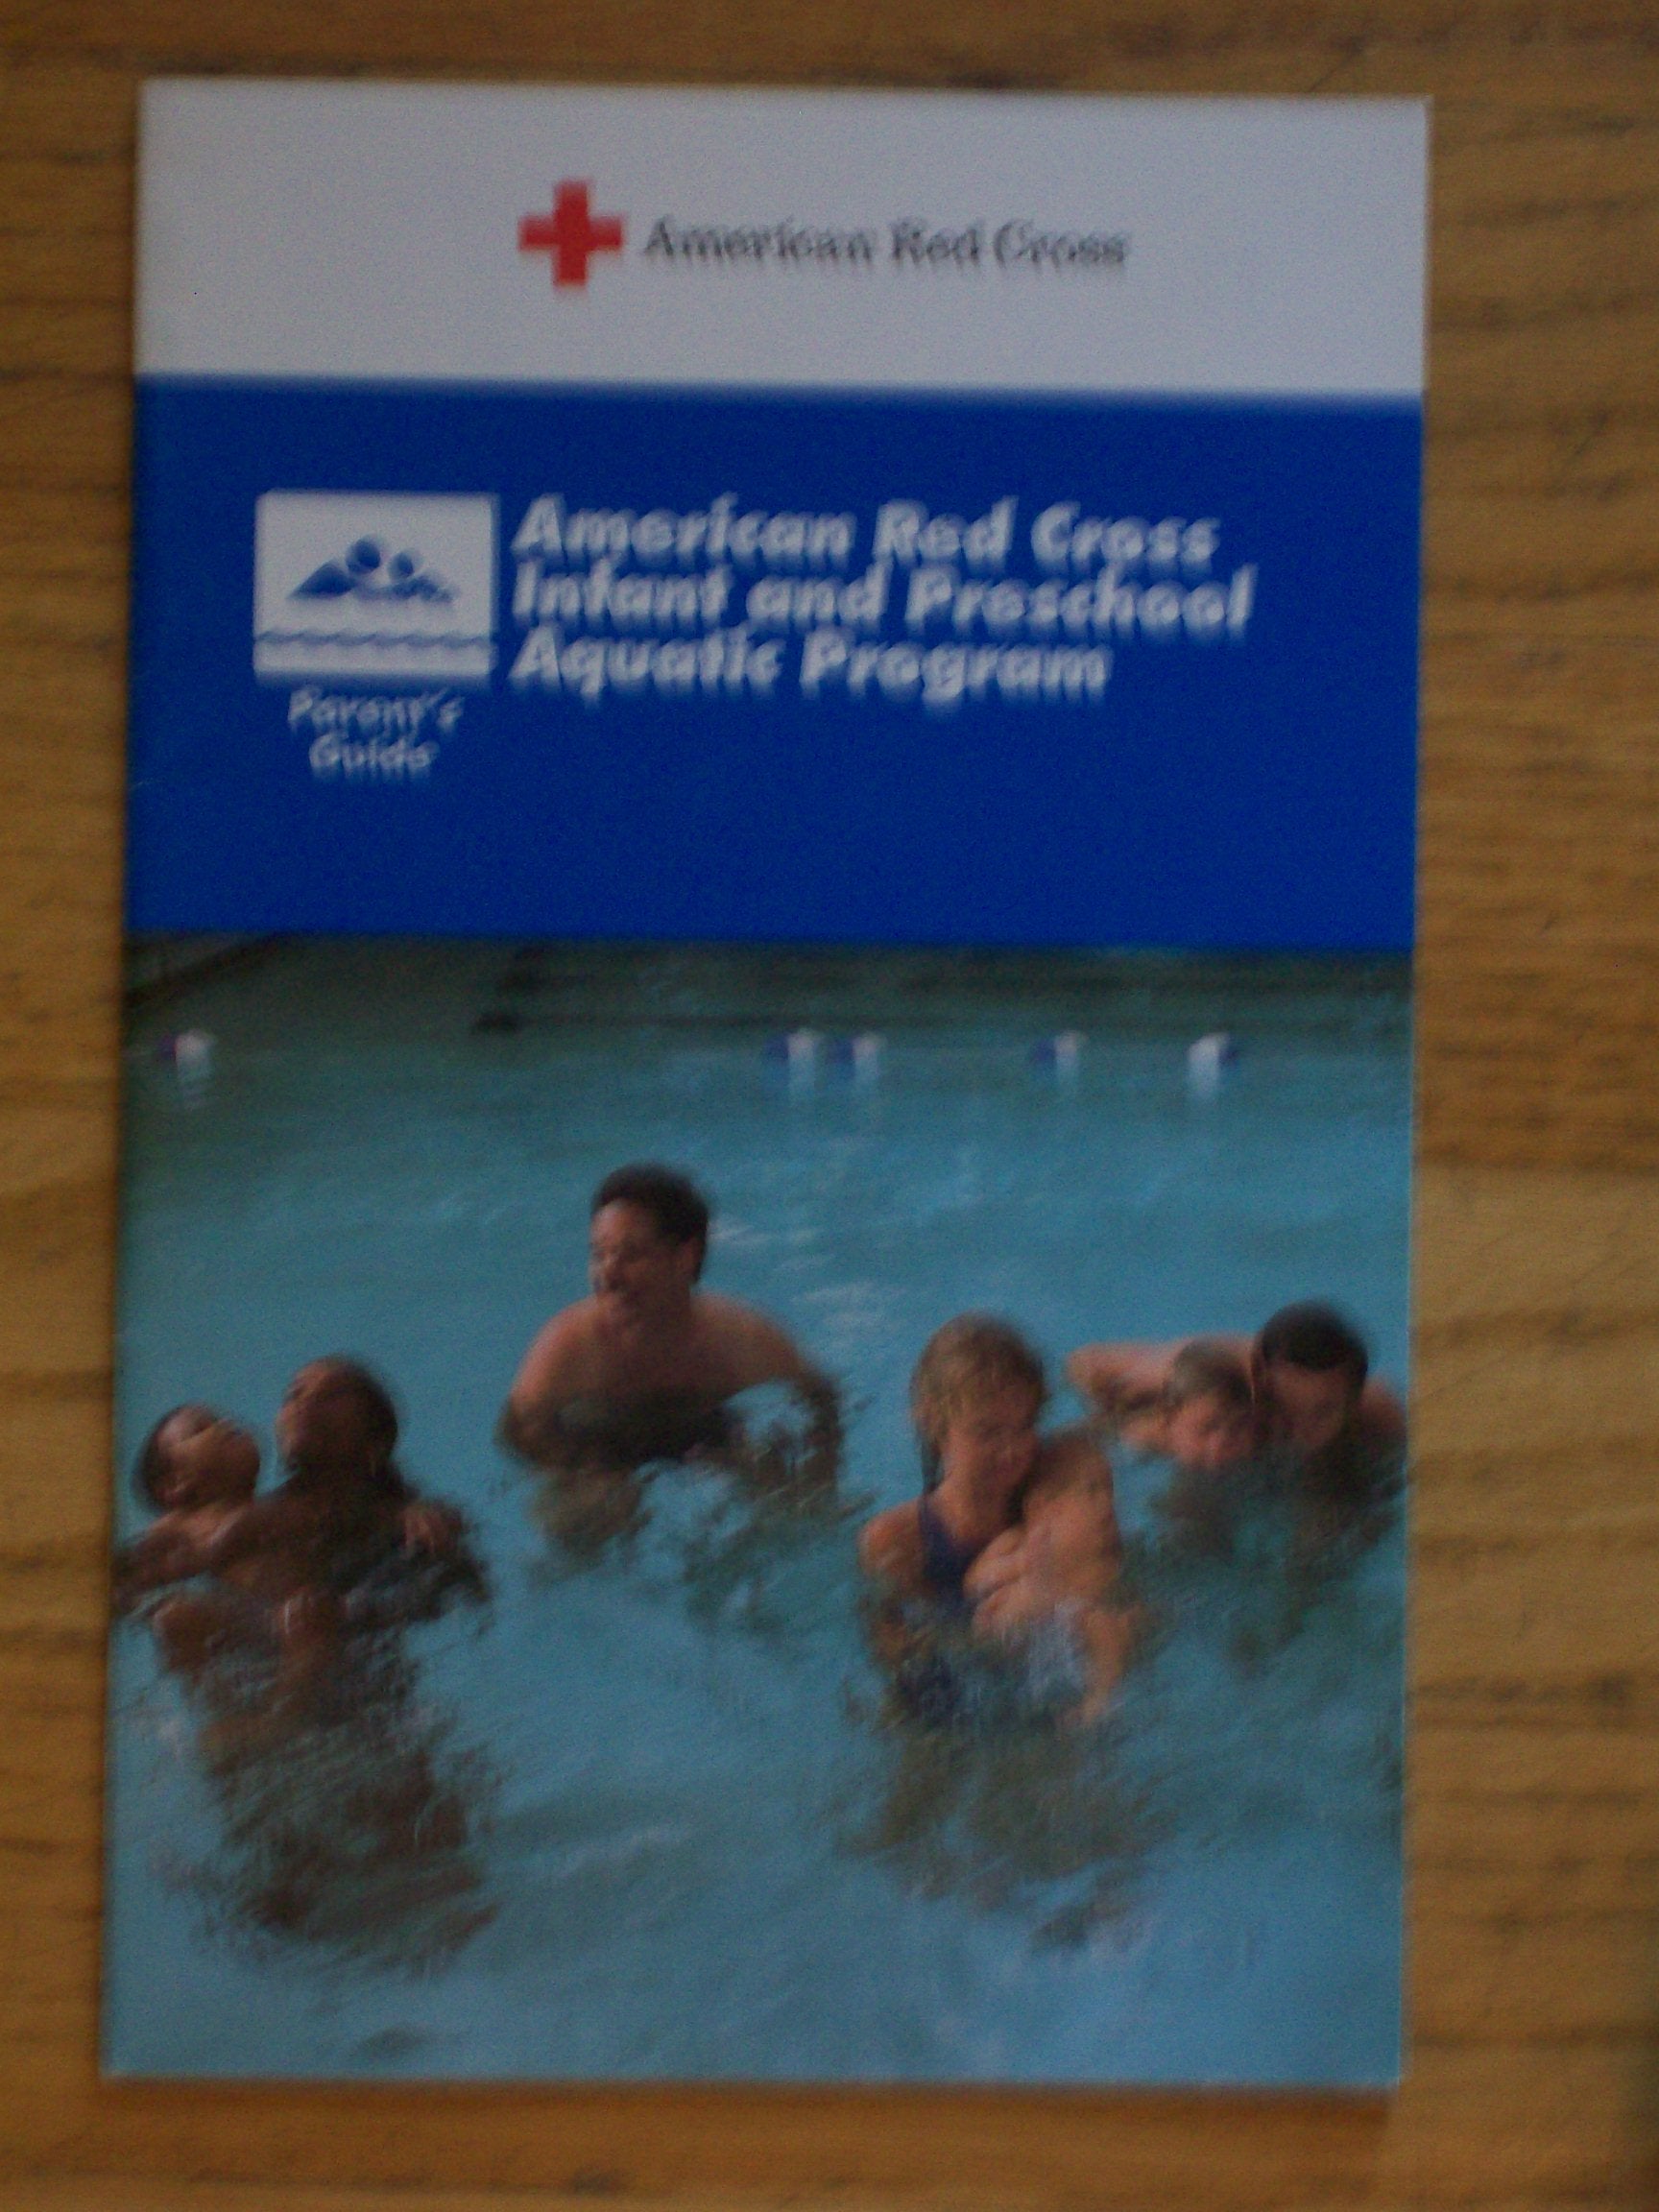 American Red Cross
American Red Cross
Infant and Preschool
Aquatic Program
Parent's
Guide